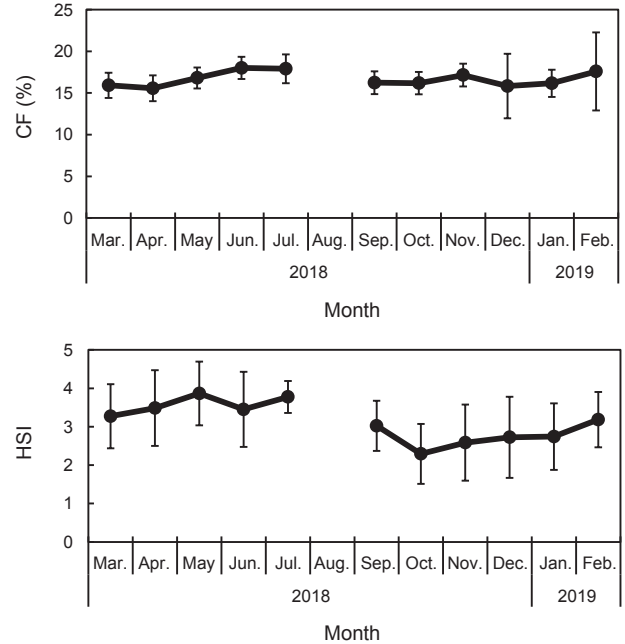 25
20
15
10
5
0
CF (%)
Mar. Apr. May Jun. Jul. Aug. Sep. Oct. Nov. Dec. Jan. Feb.
2018 2019
Month
5
4
3
2
1
0
HSI
Mar. Apr. May Jun. Jul. Aug. Sep. Oct. Nov. Dec. Jan. Feb.
2018 2019
Month